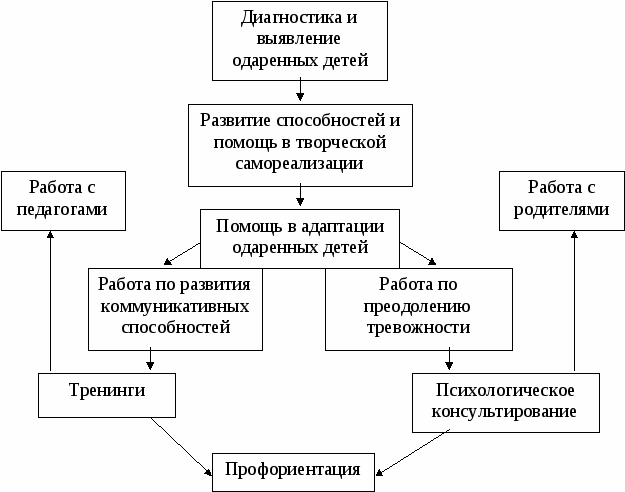 Диагностика и
выявление
одаренных детей
Развитие способностей и
помощь в творческой
самореализации
Работа с
педагогами
Работа с
родителями
Помощь в адаптации
одаренных детей
Работа по развития
коммуникативных
способностей
Работа по
преодолению
тревожности
Тренинги
Психологическое
консультирование
Профориентация